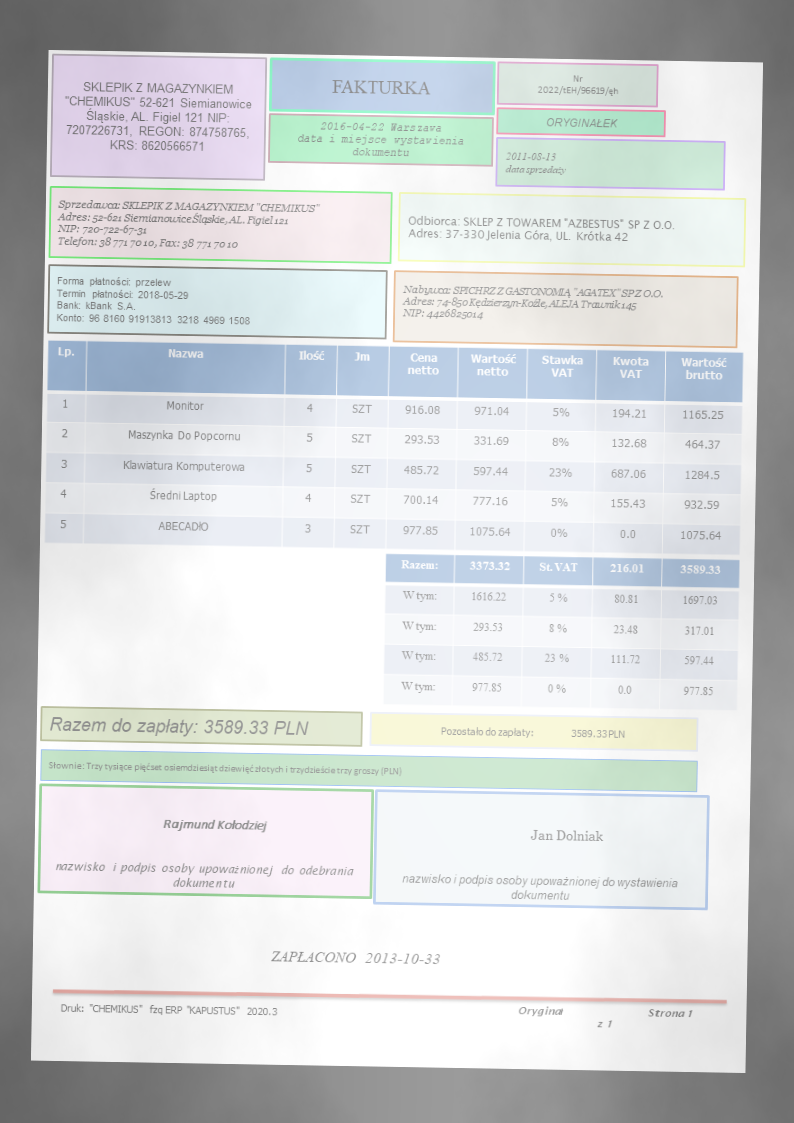 SKLEPIK Z MAGAZYNKIEM
"CHEMIKUS" 52-621 Siemianowice
Śląskie, AL. Figiel 121 NIP:
7207226731, REGON: 874758765,
KRS: 8620566571
FAKTURKA
2016-04-22 Warszawa
data i miejsce wystawienia
dokumentu
Nr
2022/tEH/96619/ęh
ORYGINAŁEK
2011-08-13
data sprzedaży
Sprzedawca: SKLEPIK Z MAGAZYNKIEM "CHEMIKUS"
Adres: 52-621 Siemianowice Śląskie, AL. Figiel 121
NIP: 720-722-67-31
Telefon: 38 771 70 10, Fax: 38 771 70 10
Odbiorca: SKLEP Z TOWAREM "AZBESTUS" SP Z O.O.
Adres: 37-330 Jelenia Góra, UL. Krótka 42
Forma płatności: przelew
Termin płatności: 2018-05-29
Bank: kBank S.A.
Konto: 96 8160 91913813 3218 4969 1508
Nabywca: SPICHRZ Z GASTONOMIĄ "AGATEX" SP Z O.O.
Adres: 74-850 Kędzierzyn-Koźle, ALEJA Trawnik 145
NIP: 4426825014
Lp. Nazwa Ilość Jm Cena netto Wartość netto Stawka VAT Kwota VAT Wartość brutto
1 Monitor 4 SZT 916.08 971.04 5% 194.21 1165.25
2 Maszynka Do Popcornu 5 SZT 293.53 331.69 8% 132.68 464.37
3 Klawiatura Komputerowa 5 SZT 485.72 597.44 23% 687.06 1284.5
4 Średni Laptop 4 SZT 700.14 777.16 5% 155.43 932.59
5 ABECADŁO 3 SZT 977.85 1075.64 0% 0.0 1075.64
Razem: 3373.32 St. VAT 216.01 3589.33
W tym: 1616.22 5 % 80.81 1697.03
W tym: 293.53 8 % 23.48 317.01
W tym: 485.72 23 % 111.72 597.44
W tym: 977.85 0 % 0.0 977.85
Razem do zapłaty: 3589.33 PLN
Pozostało do zapłaty: 3589.33 PLN
Słownie: Trzy tysiące pięćset osiemdziesiąt dziewięć złotych i trzydzieście trzy groszy (PLN)
Rajmund Kołodziej
nazwisko i podpis osoby upoważnionej do odebrania
dokumentu
Jan Dolniak
nazwisko i podpis osoby upoważnionej do wystawienia
dokumentu
ZAPŁACONO 2013-10-33
Druk: "CHEMIKUS" fzq ERP "KAPUSTUS" 2020.3
Oryginał Strona 1
z 1